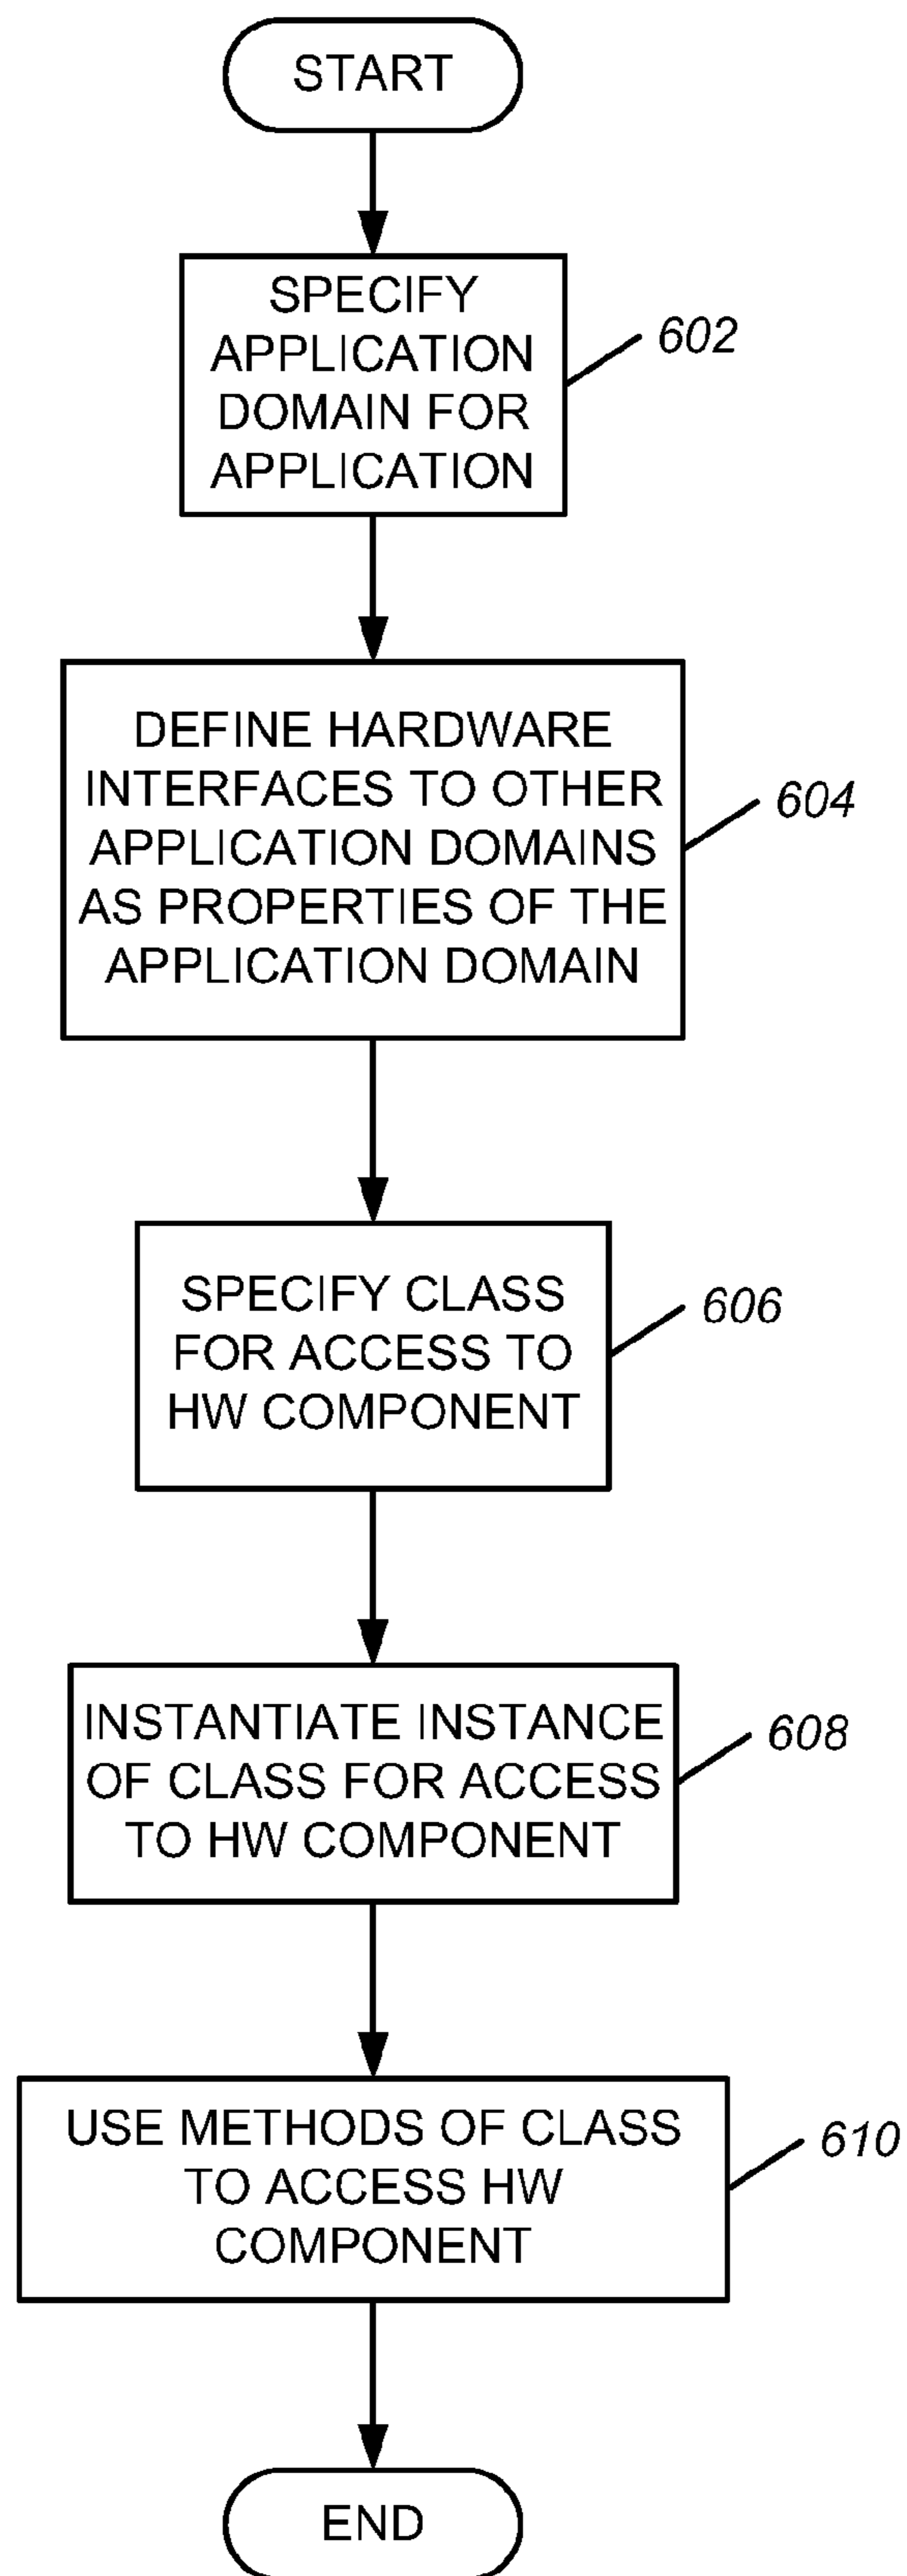 START
SPECIFY
APPLICATION
DOMAIN FOR
APPLICATION
602
DEFINE HARDWARE
INTERFACES TO OTHER
APPLICATION DOMAINS
AS PROPERTIES OF THE
APPLICATION DOMAIN
604
SPECIFY CLASS
FOR ACCESS TO
HW COMPONENT
606
INSTANTIATE INSTANCE
OF CLASS FOR ACCESS
TO HW COMPONENT
608
USE METHODS OF CLASS
TO ACCESS HW
COMPONENT
610
END